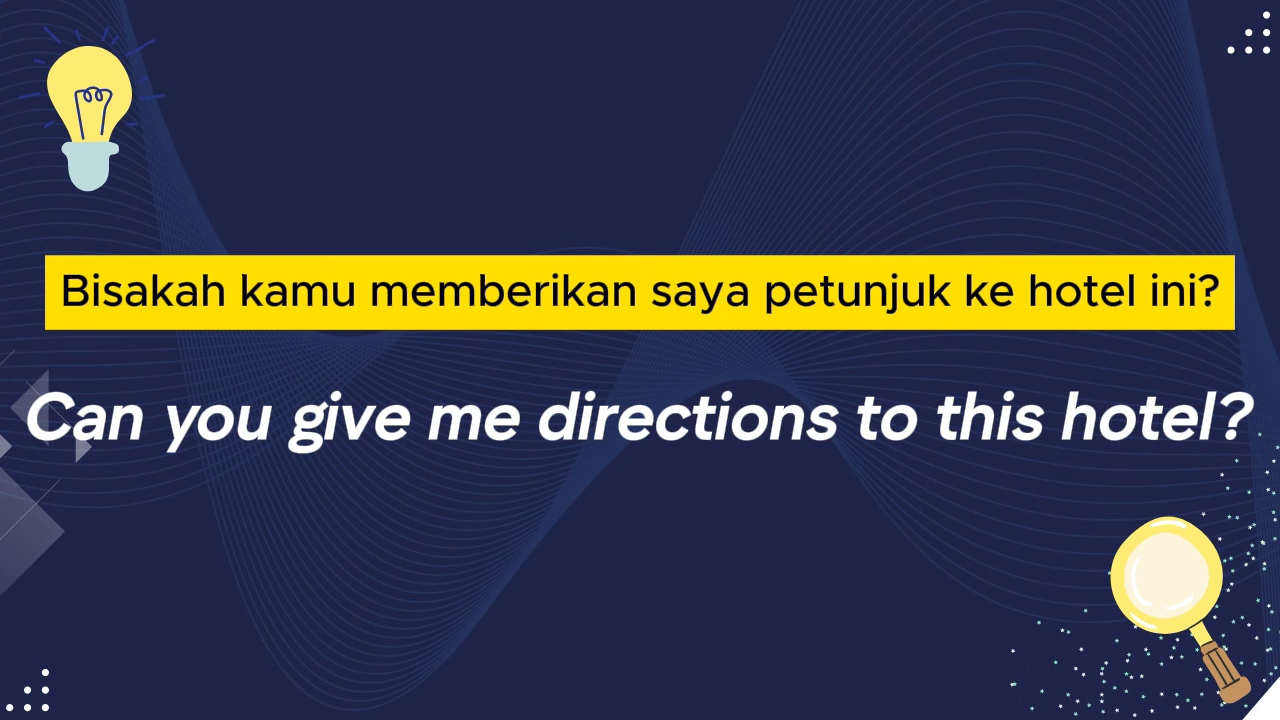 Bisakah kamu memberikan saya petunjuk ke hotel ini?
Can you give me directions to this hotel?